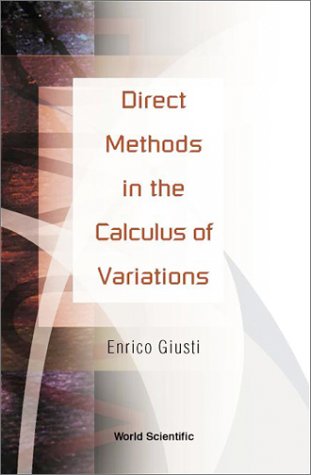 Direct
Methods
in the
Calculus of
Variations
Enrico Giusti
World Scientific